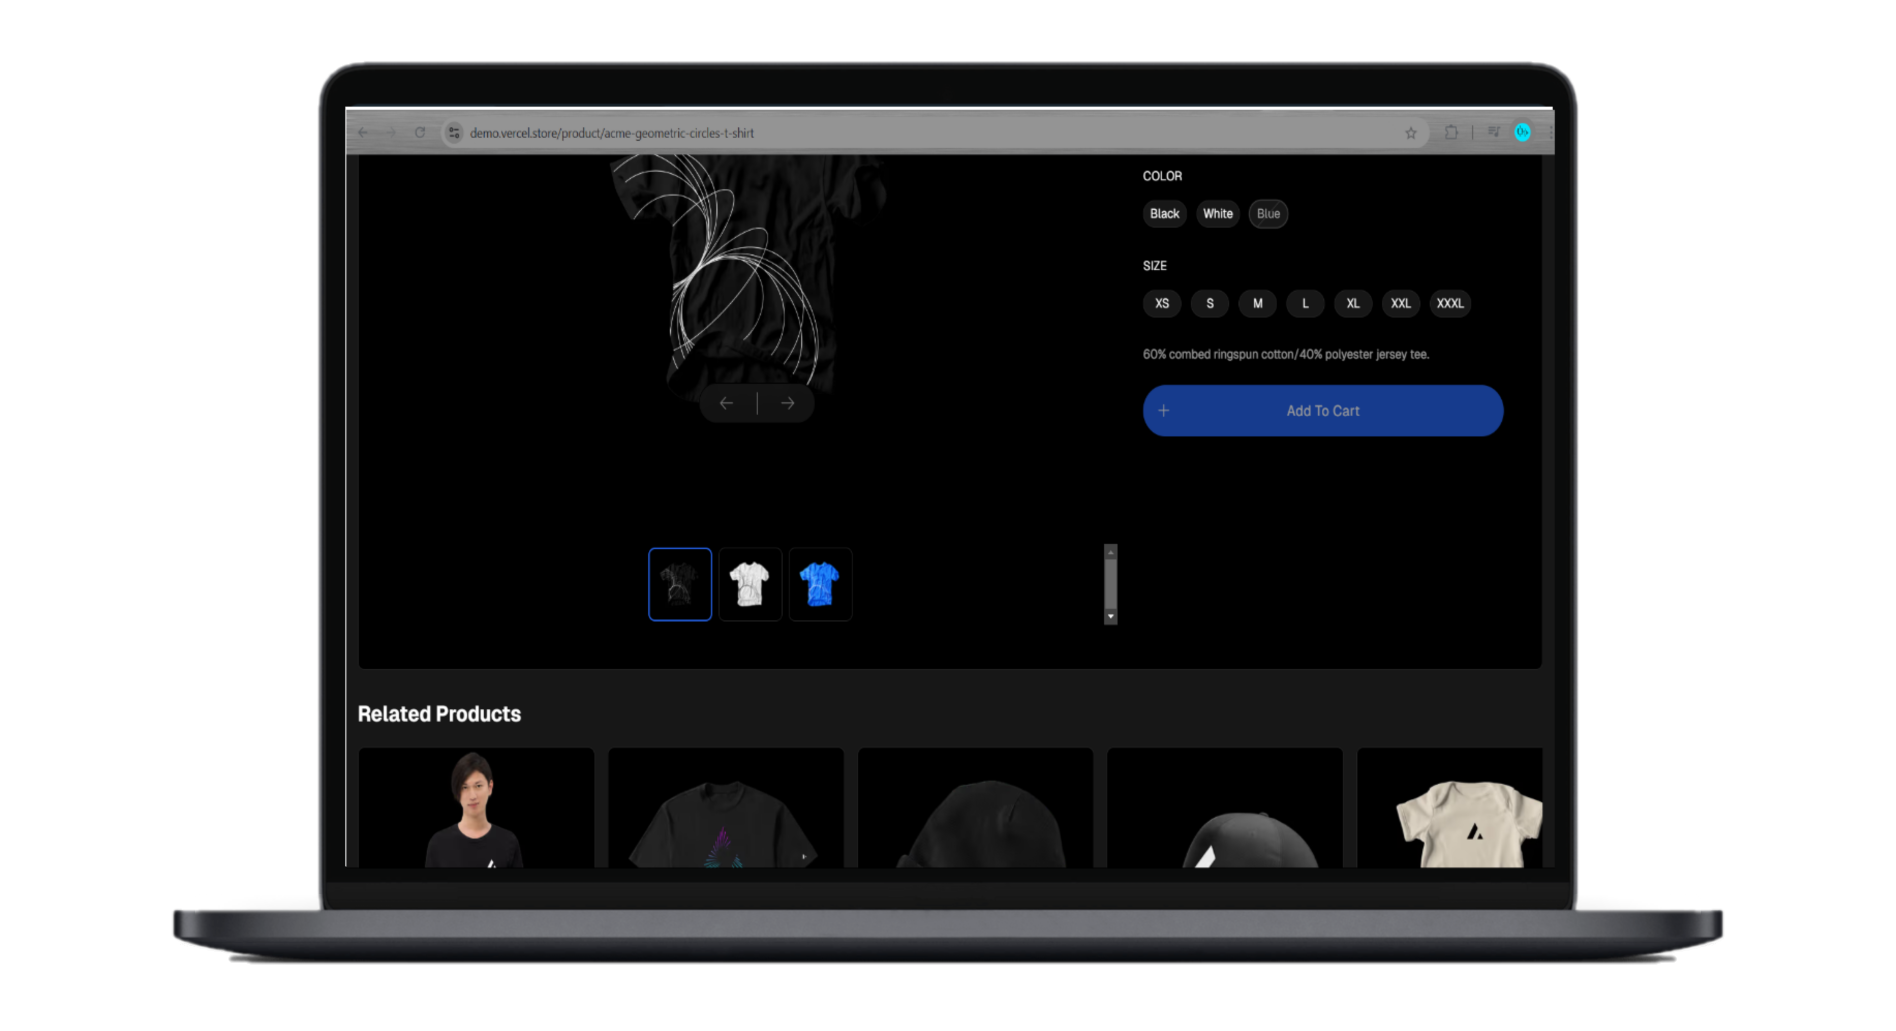 demo.vercel.store/product/acme-geometric-circles-t-shirt
COLOR
Black White Blue
SIZE
XS S M L XL XXL XXXL
60% combed ringspun cotton/40% polyester jersey tee.
Add To Cart
Related Products